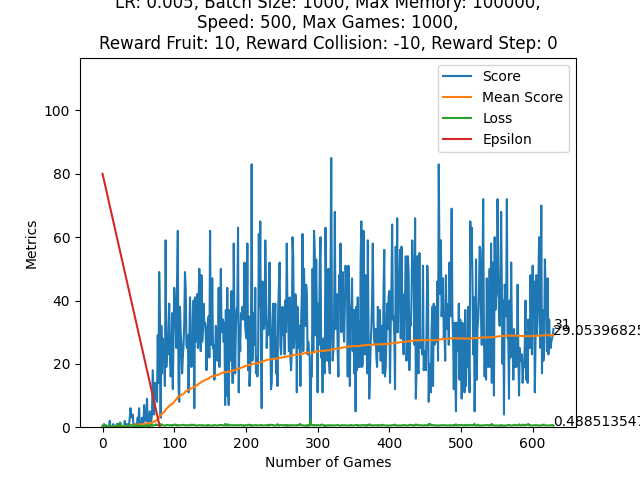 LR: 0.005, Batch Size: 1000, Max Memory: 100000,
Speed: 500, Max Games: 1000,
Reward Fruit: 10, Reward Collision: -10, Reward Step: 0
Score
Mean Score
Loss
Epsilon
100
80
60
40
20
0
Metrics
31
29.05396825
0.488513547
0 100 200 300 400 500 600
Number of Games